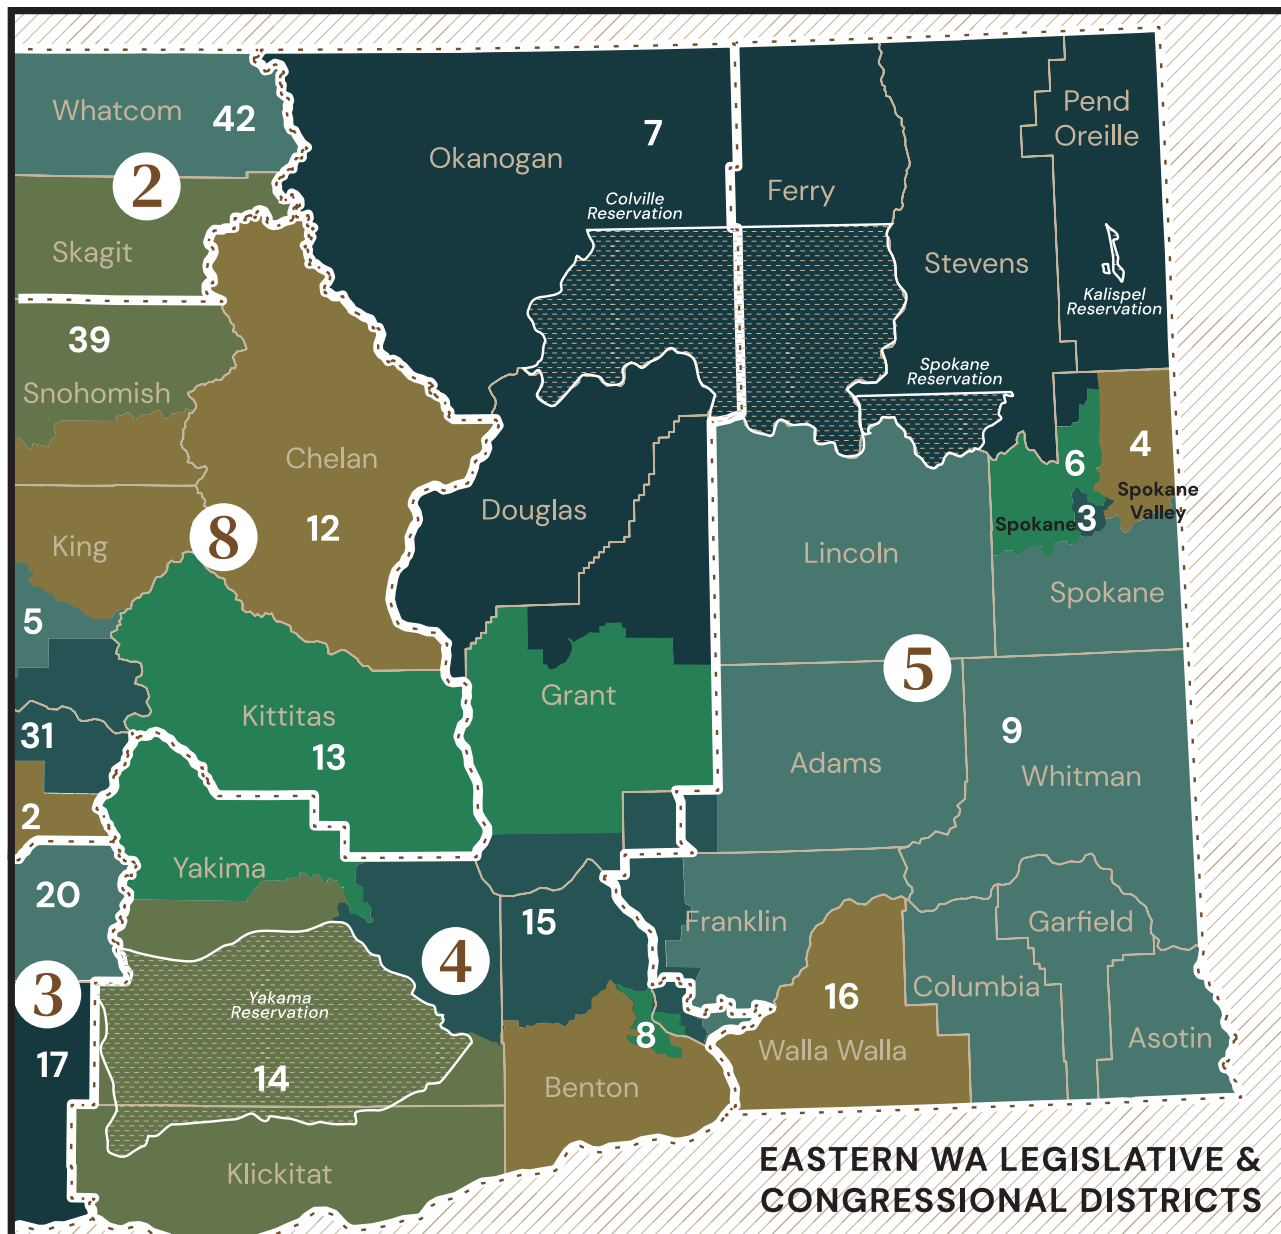 Whatcom
42
7
Pend
Oreille
Okanogan
2
Ferry
Colville
Reservation
Skagit
Stevens
Kalispel
Reservation
39
Snohomish
Spokane
Reservation
Chelan
4
6
Spokane
Valley
Douglas
3
Spokane
12
8
King
Lincoln
Spokane
5
5
Grant
Kittitas
13
31
9
Adams
Whitman
2
Yakima
20
15
Franklin
Garfield
4
3
Yakama
Reservation
16
Columbia
8
Asotin
17
14
Walla Walla
Benton
Klickitat
EASTERN WA LEGISLATIVE &
CONGRESSIONAL DISTRICTS